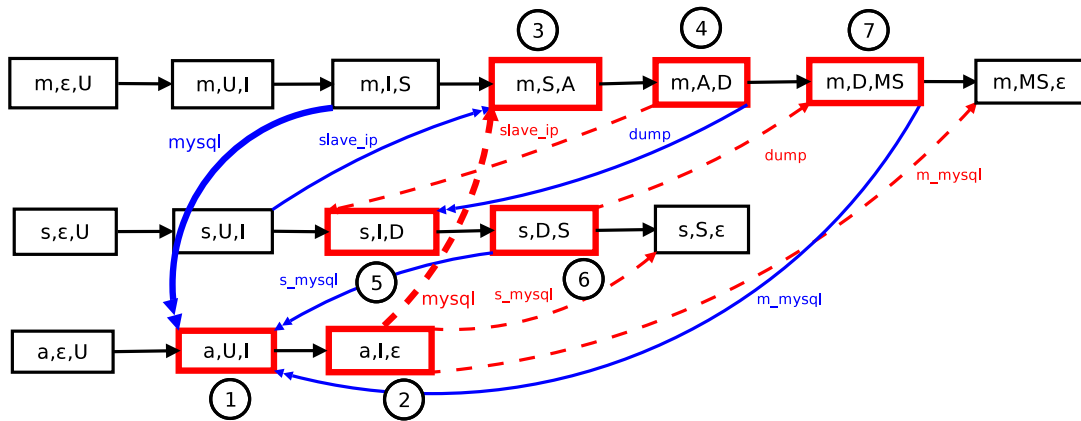 3
4
7
m,ε,U
m,U,I
m,I,S
m,S,A
m,A,D
m,D,MS
m,MS,ε
mysql
slave_ip
slave_ip
dump
dump
m_mysql
s,ε,U
s,U,I
s,I,D
s,D,S
s,S,ε
s_mysql
5
mysql
s_mysql
6
m_mysql
a,ε,U
a,U,I
a,I,ε
1
2